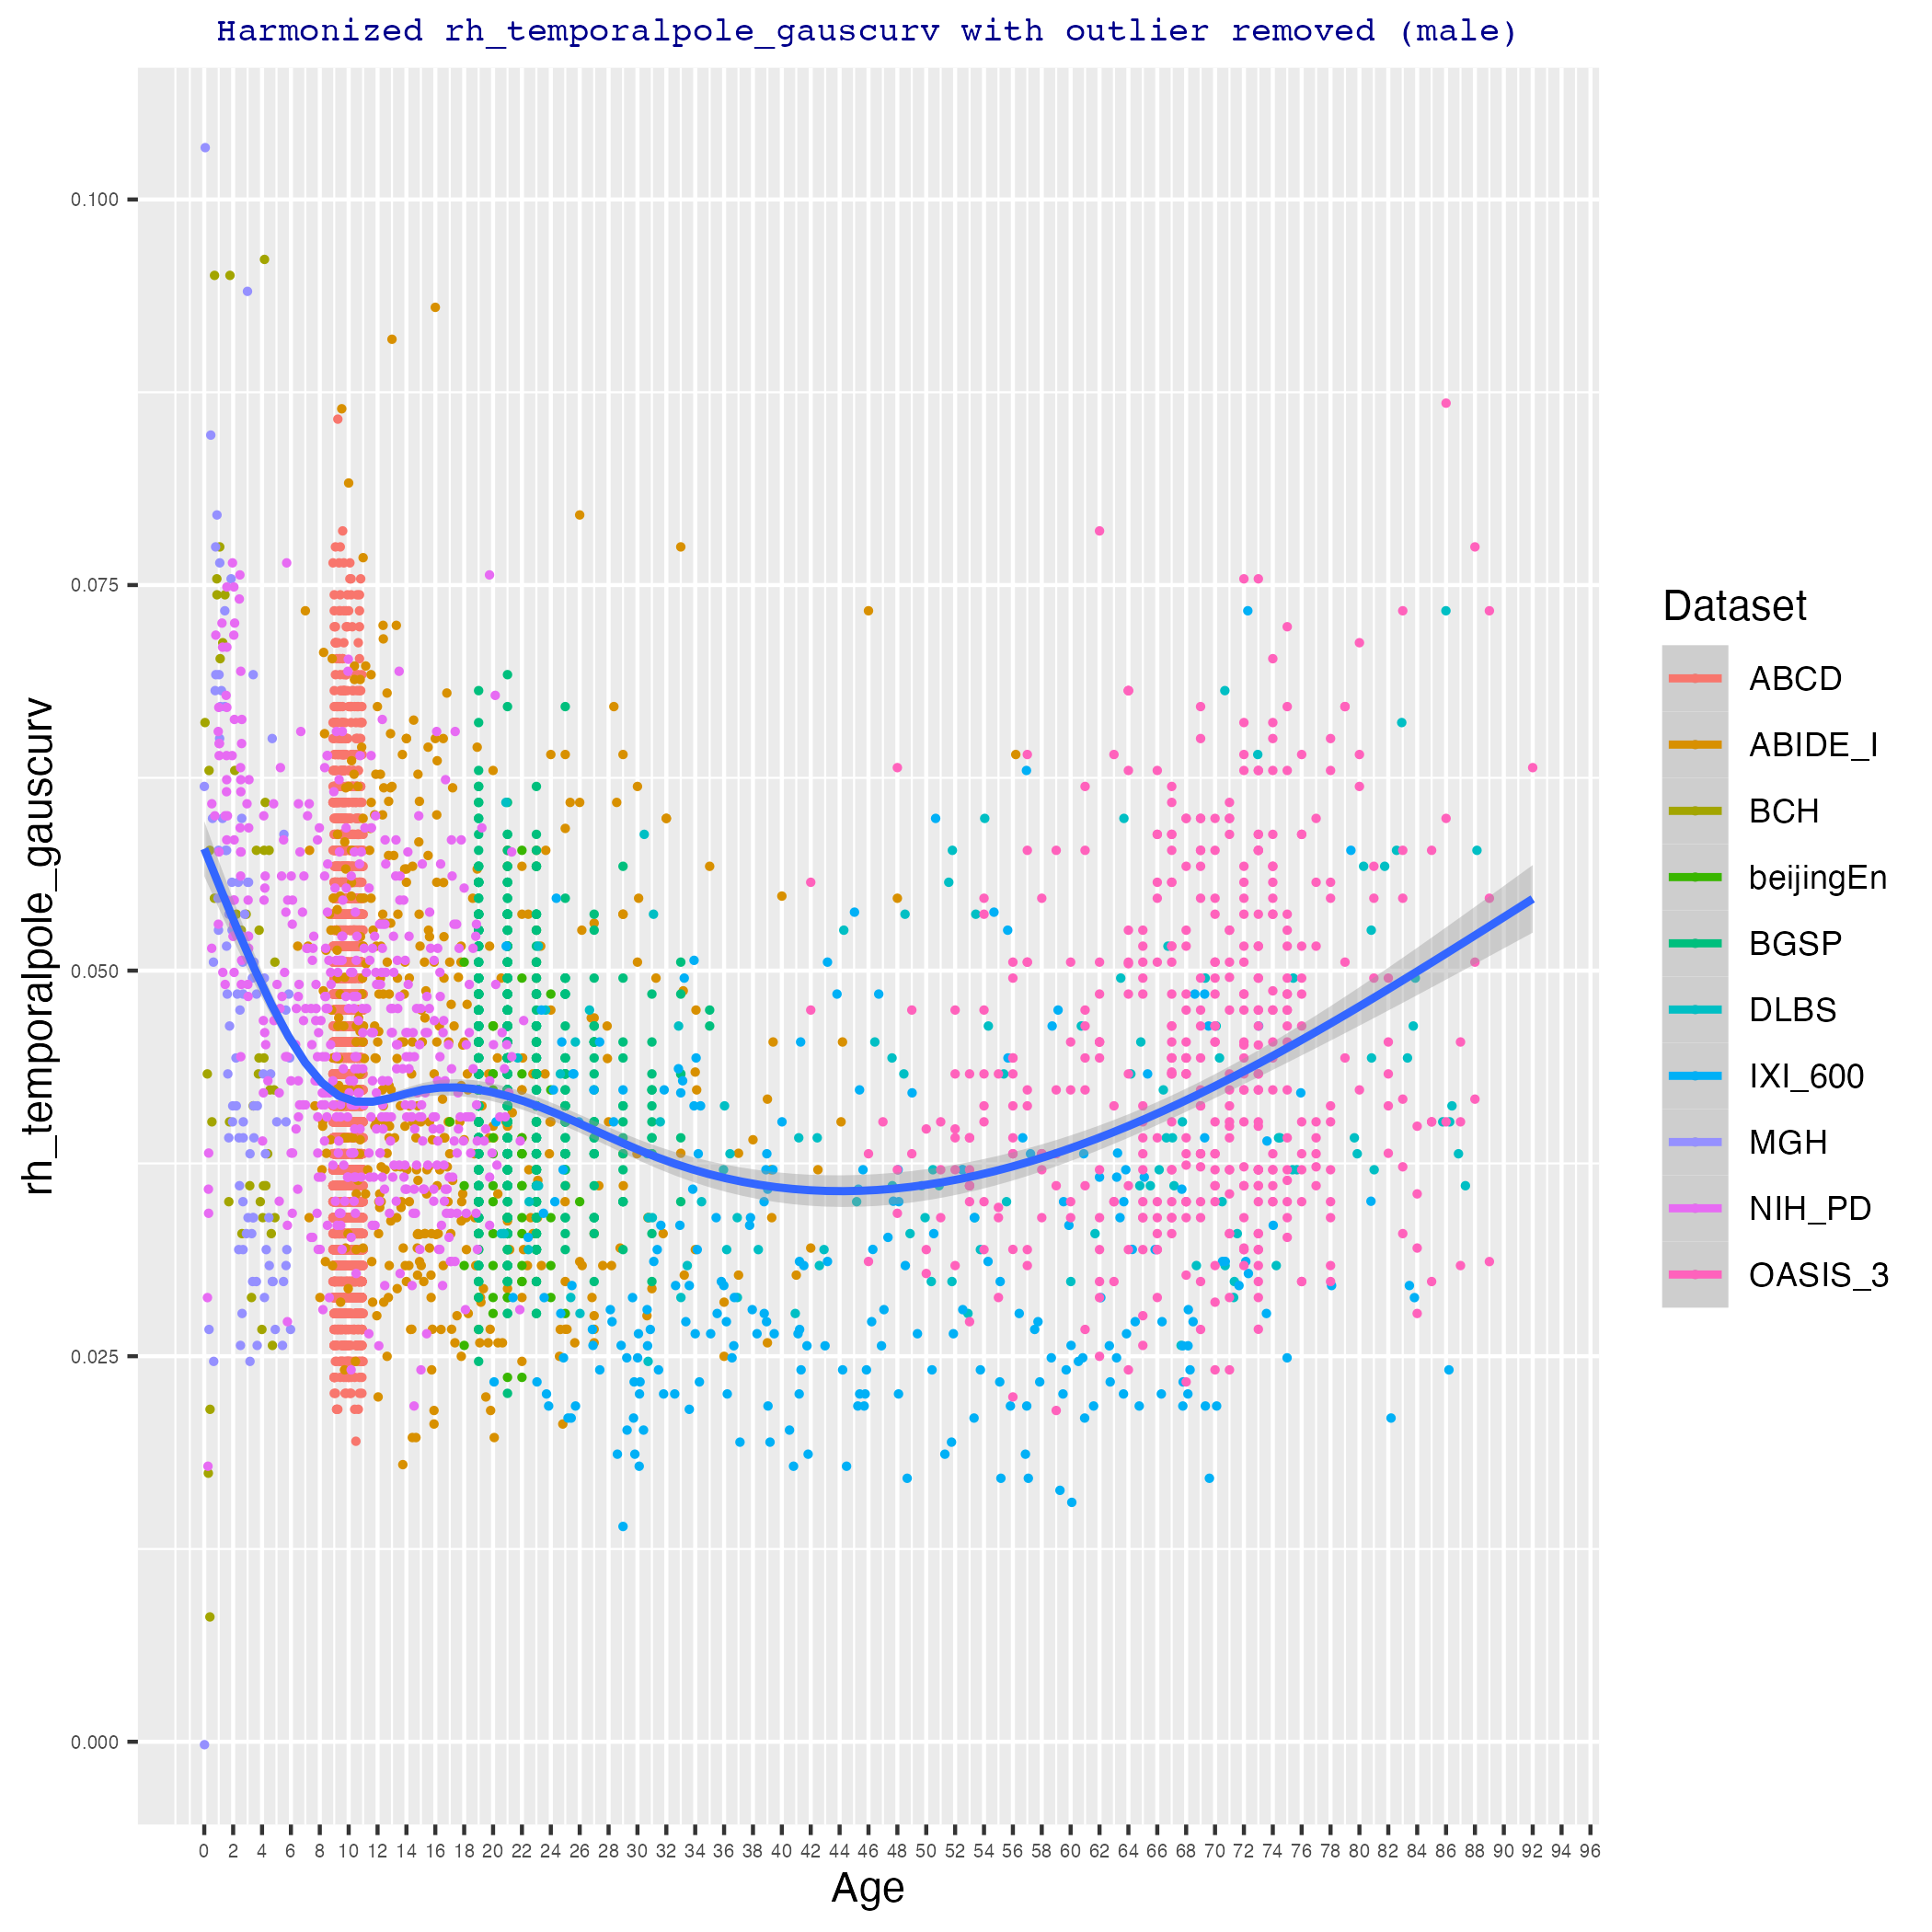 Harmonized rh_temporalpole_gauscurv with outlier removed (male)
rh_temporalpole_gauscurv
0.100
0.075
0.050
0.025
0.000
0 2 4 6 8 10 12 14 16 18 20 22 24 26 28 30 32 34 36 38 40 42 44 46 48 50 52 54 56 58 60 62 64 66 68 70 72 74 76 78 80 82 84 86 88 90 92 94 96
Age
Dataset
ABCD
ABIDE_I
BCH
beijingEn
BGSP
DLBS
IXI_600
MGH
NIH_PD
OASIS_3